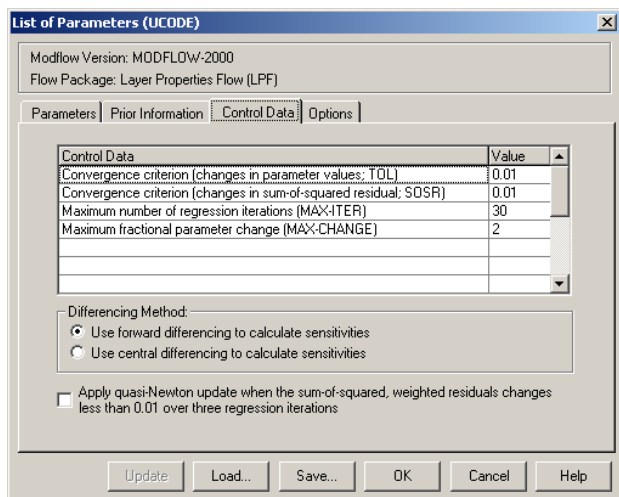 List of Parameters (UCODE)
Modflow Version: MODFLOW-2000
Flow Package: Layer Properties Flow (LPF)
Parameters Prior Information Control Data Options
Control Data Value
Convergence criterion (changes in parameter values; TOL) 0.01
Convergence criterion (changes in sum-of-squared residual; SOSR) 0.01
Maximum number of regression iterations (MAX-ITER) 30
Maximum fractional parameter change (MAX-CHANGE) 2
Differencing Method:
Use forward differencing to calculate sensitivities
Use central differencing to calculate sensitivities
Apply quasi-Newton update when the sum-of-squared, weighted residuals changes
less than 0.01 over three regression iterations
Update Load... Save... OK Cancel Help